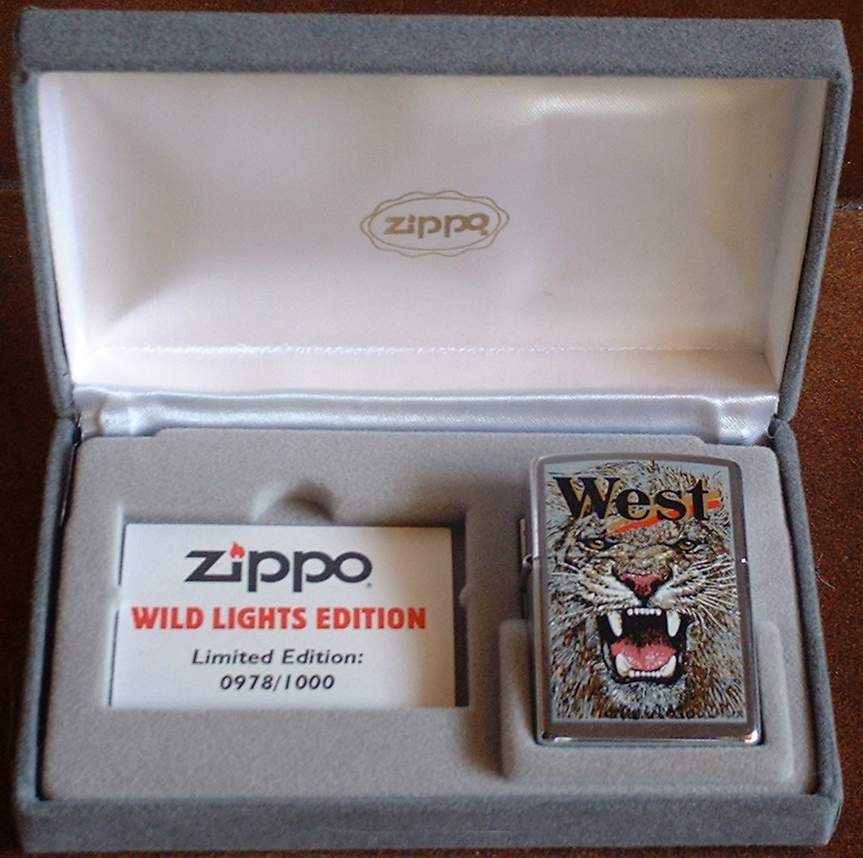 zippo
West
zippo
WILD LIGHTS EDITION
Limited Edition:
0978/1000